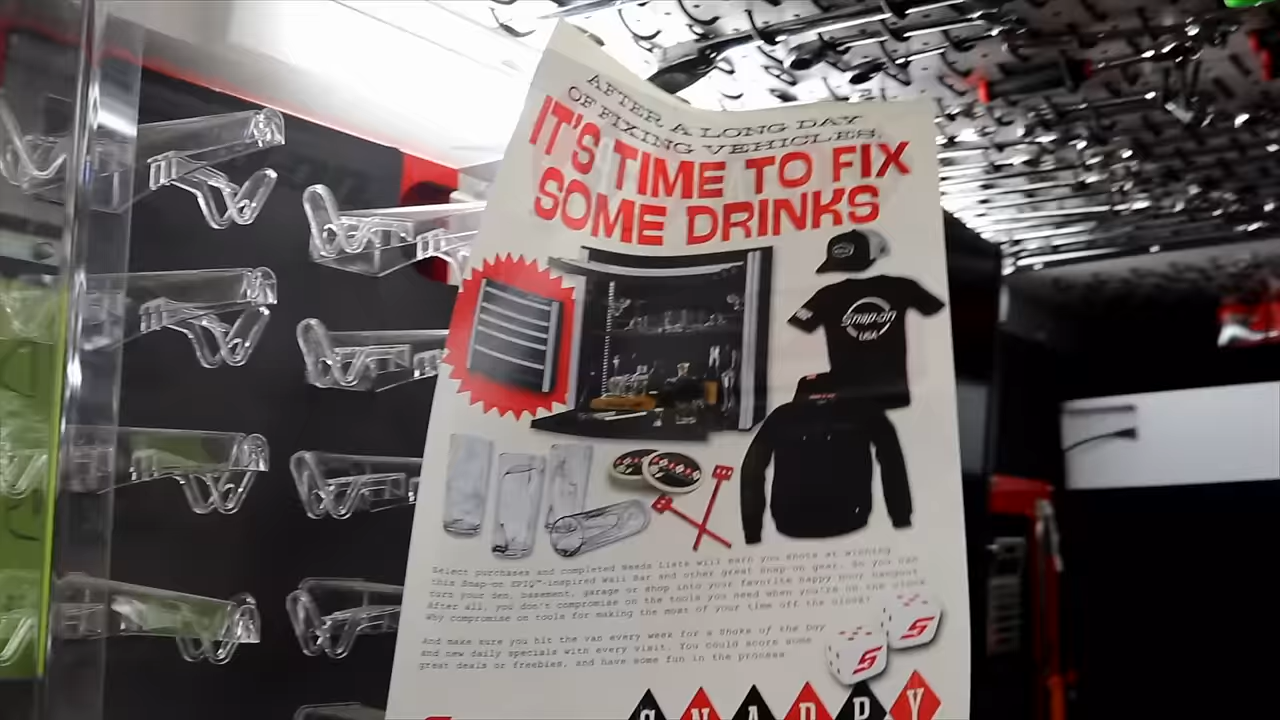 AFTER A LONG DAY
OF FIXING VEHICLES,
IT'S TIME TO FIX
SOME DRINKS
Snap-on
USA
Select purchases and completed Needs Lists will earn you shots at winning
this Snap-on EPIQ™-inspired Wall Bar and other great Snap-on gear. So you can
turn your den, basement, garage or shop into your favorite happy hour hangout
After all, you don't compromise on the tools you need when you're on the clock
Why compromise on tools for making the most of your time off the clock?
And make sure you hit the van every week for a Shake of the Day
and new daily specials with every visit. You could score some
great deals or freebies, and have some fun in the process
S
S
SNAPPY